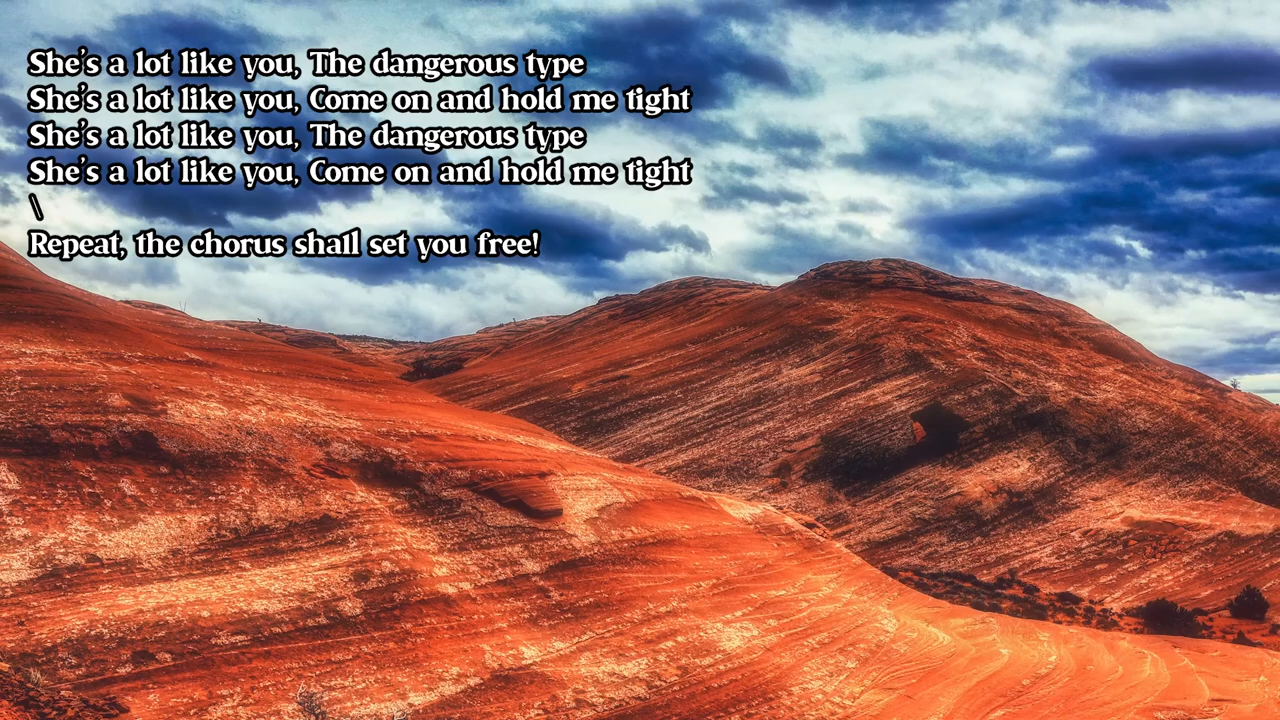 She's a lot like you, The dangerous type
She's a lot like you, Come on and hold me tight
She's a lot like you, The dangerous type
She's a lot like you, Come on and hold me tight
\
Repeat, the chorus shall set you free!